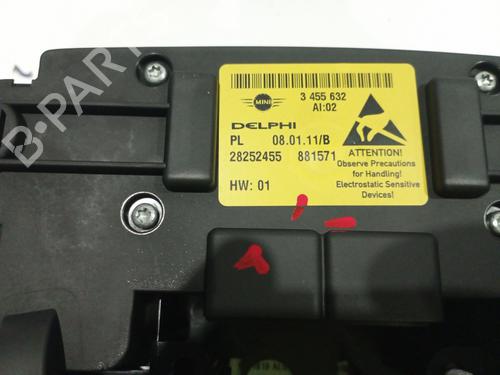 B-PARTS
MINI
3 455 632
AI:02
DELPHI
PL 08.01.11/B
28252455 881571
HW: 01
ATTENTION!
Observe Precautions
for Handling!
Electrostatic Sensitive
Devices!